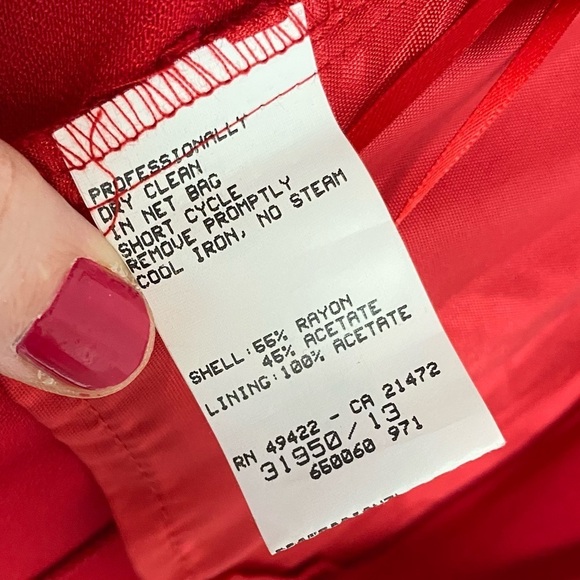 PROFESSIONALLY
DRY CLEAN
IN NET BAG
SHORT CYCLE
REMOVE PROMPTLY
COOL IRON, NO STEAM
SHELL:55% RAYON
45% ACETATE
LINING:100% ACETATE
RN 49422 - CA 21472
31950/13
650060 971